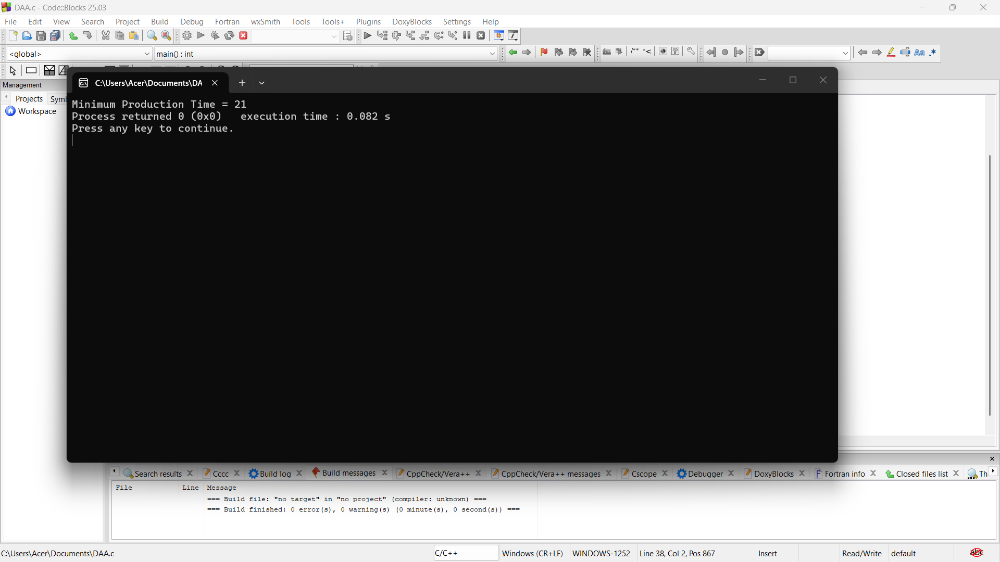 DAA.c - Code::Blocks 25.03
File Edit View Search Project Build Debug Fortran wxSmith Tools Tools+ Plugins DoxyBlocks Settings Help
<global> main() : int
/** *< Aa .*
Management
Projects Symb
Workspace
C:\Users\Acer\Documents\DA
Minimum Production Time = 21
Process returned 0 (0x0)   execution time : 0.082 s
Press any key to continue.
Search results Cccc Build log Build messages CppCheck/Vera++ CppCheck/Vera++ messages Cscope Debugger DoxyBlocks Fortran info Closed files list Th
File Line Message
=== Build file: "no target" in "no project" (compiler: unknown) ===
=== Build finished: 0 error(s), 0 warning(s) (0 minute(s), 0 second(s)) ===
C:\Users\Acer\Documents\DAA.c C/C++ Windows (CR+LF) WINDOWS-1252 Line 38, Col 2, Pos 867 Insert Read/Write default abc